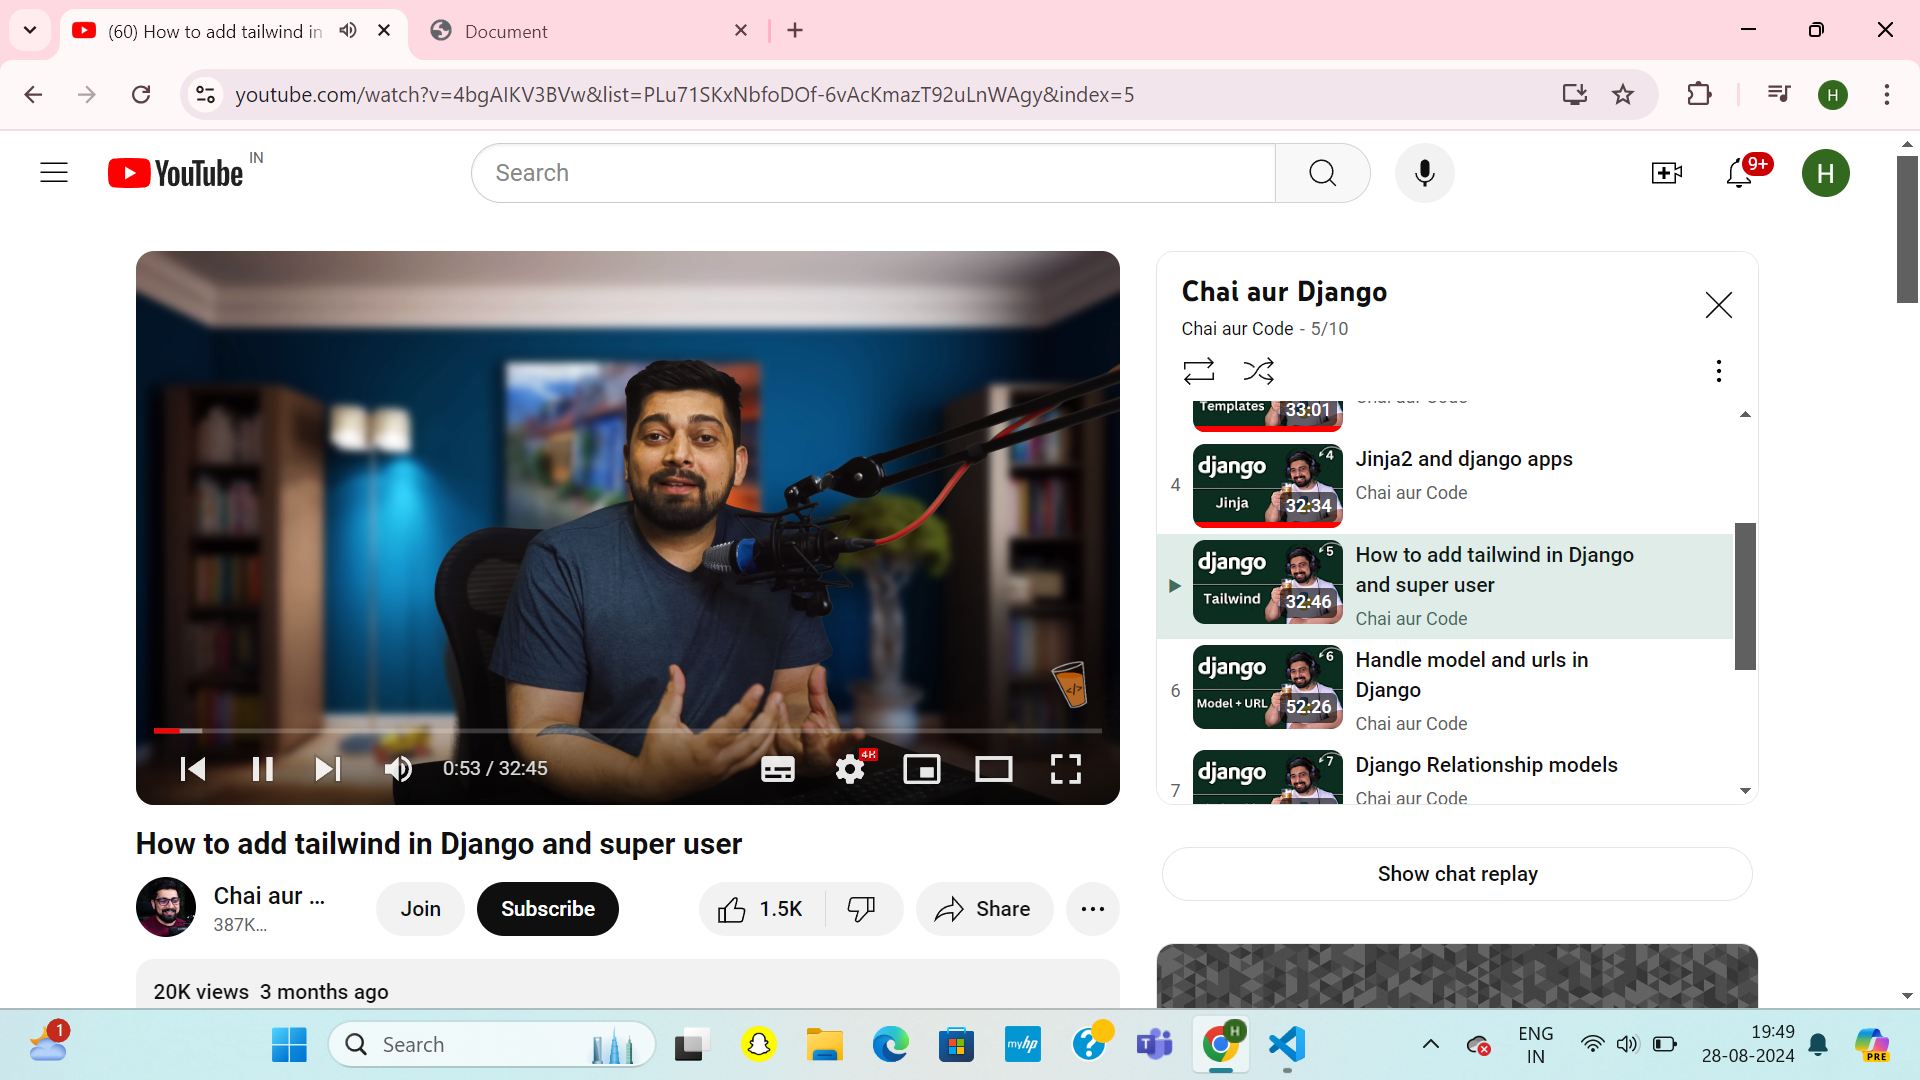 (60) How to add tailwind in
Document
youtube.com/watch?v=4bgAIKV3BVw&list=PLu71SKxNbfoDOf-6vAcKmazT92uLnWAgy&index=5
H
YouTube IN
Search
9+
H
Chai aur Django
Chai aur Code - 5/10
Templates
33:01
4
django
4
Jinja
32:34
Jinja2 and django apps
Chai aur Code
django
5
Tailwind
32:46
How to add tailwind in Django
and super user
Chai aur Code
6
django
6
Model + URL
52:26
Handle model and urls in
Django
Chai aur Code
7
django
7
Django Relationship models
Chai aur Code
</>
0:53 / 32:45
4K
How to add tailwind in Django and super user
Chai aur ...
387K...
Join
Subscribe
1.5K
Share
Show chat replay
20K views 3 months ago
1
Search
myhp
?
T
H
ENG
IN
19:49
28-08-2024
PRE